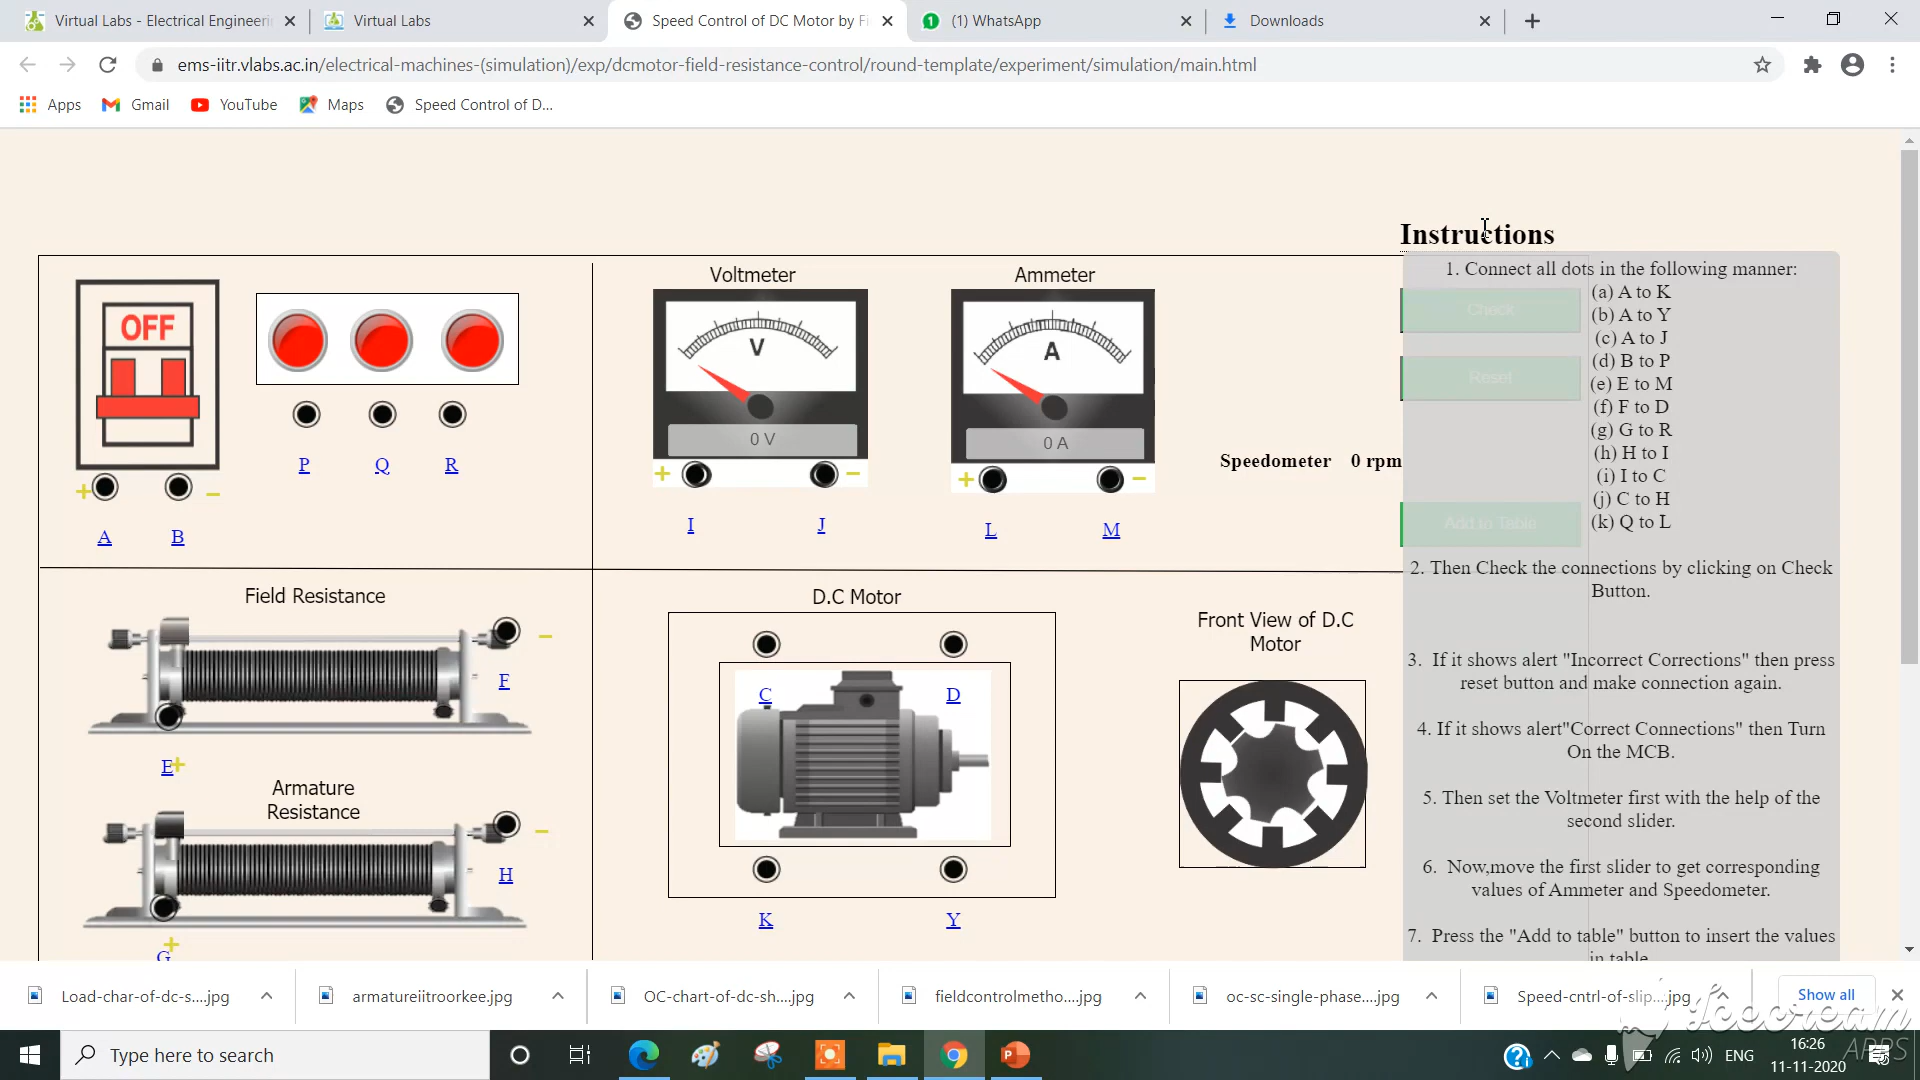 Virtual Labs - Electrical Engineeri
Virtual Labs
Speed Control of DC Motor by Fi
(1) WhatsApp
Downloads
ems-iitr.vlabs.ac.in/electrical-machines-(simulation)/exp/dcmotor-field-resistance-control/round-template/experiment/simulation/main.html
Apps
Gmail
YouTube
Maps
Speed Control of D...
Instructions
1. Connect all dots in the following manner:
(a) A to K
(b) A to Y
(c) A to J
(d) B to P
(e) E to M
(f) F to D
(g) G to R
(h) H to I
(i) I to C
(j) C to H
(k) Q to L
2. Then Check the connections by clicking on Check
Button.
3. If it shows alert "Incorrect Corrections" then press
reset button and make connection again.
4. If it shows alert"Correct Connections" then Turn
On the MCB.
5. Then set the Voltmeter first with the help of the
second slider.
6. Now,move the first slider to get corresponding
values of Ammeter and Speedometer.
7. Press the "Add to table" button to insert the values
in table
Check
Reset
Add to Table
OFF
+ −
A B
P Q R
Voltmeter
V
0 V
+ −
I J
Ammeter
A
0 A
+ −
L M
Speedometer 0 rpm
Field Resistance
−
F
E+
Armature
Resistance
−
H
+
G
D.C Motor
C D
K Y
Front View of D.C
Motor
Load-char-of-dc-s....jpg
armatureiitroorkee.jpg
OC-chart-of-dc-sh....jpg
fieldcontrolmetho....jpg
oc-sc-single-phase....jpg
Speed-cntrl-of-slip....jpg
Show all
Icecream
APPS
Type here to search
ENG
16:26
11-11-2020